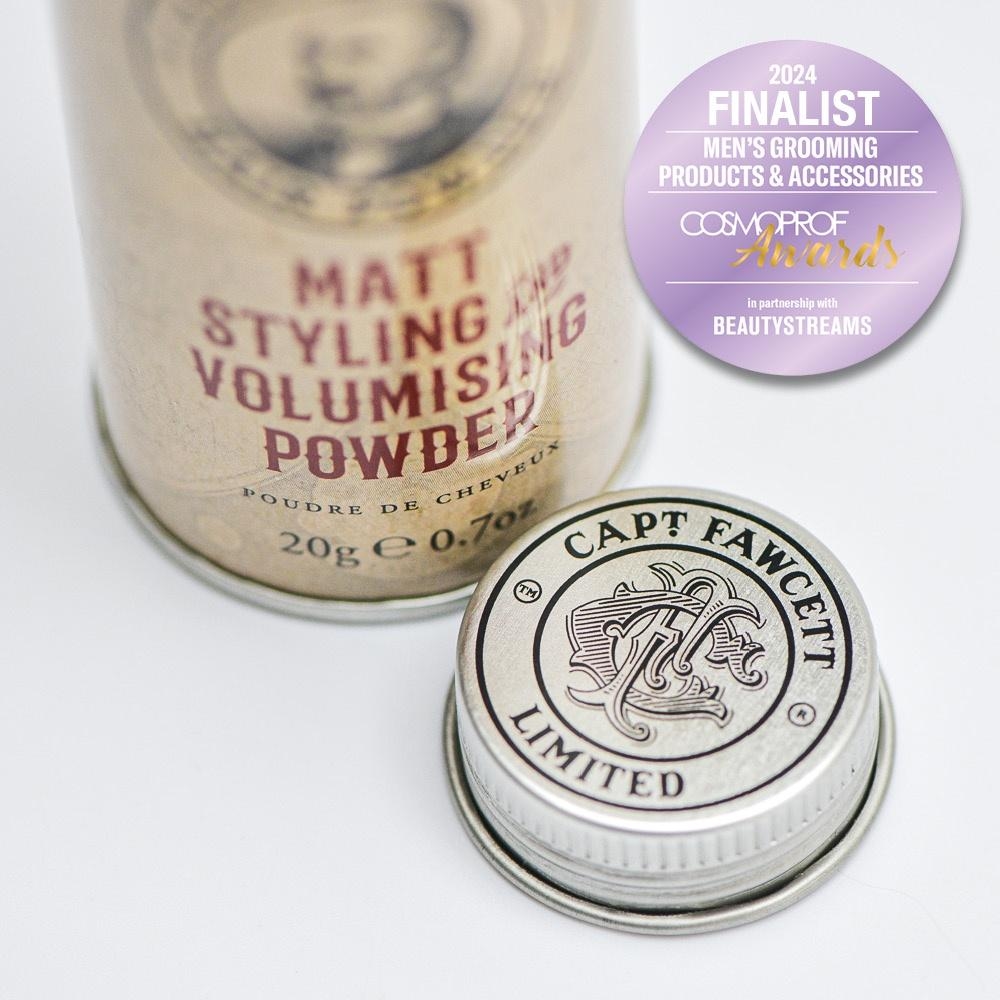 MATT
STYLING AND
VOLUMISING
POWDER
POUDRE DE CHEVEUX
20g ℮ 0.7oz
CAPT FAWCETT
LIMITED
TM
®
2024
FINALIST
MEN'S GROOMING
PRODUCTS & ACCESSORIES
COSMOPROF
Awards
in partnership with
BEAUTYSTREAMS